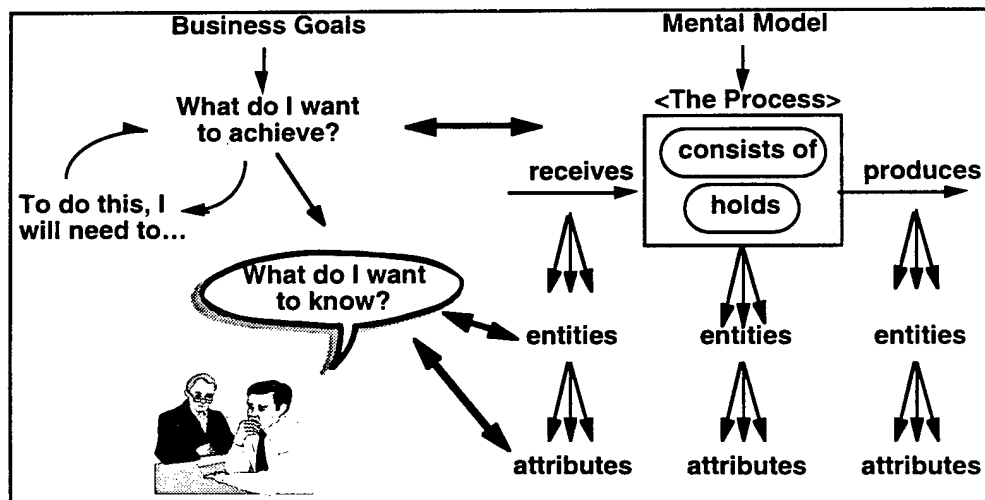 Business Goals
What do I want
to achieve?
To do this, I
will need to...
What do I want
to know?
Mental Model
<The Process>
receives
consists of
holds
produces
entities
entities
entities
attributes
attributes
attributes